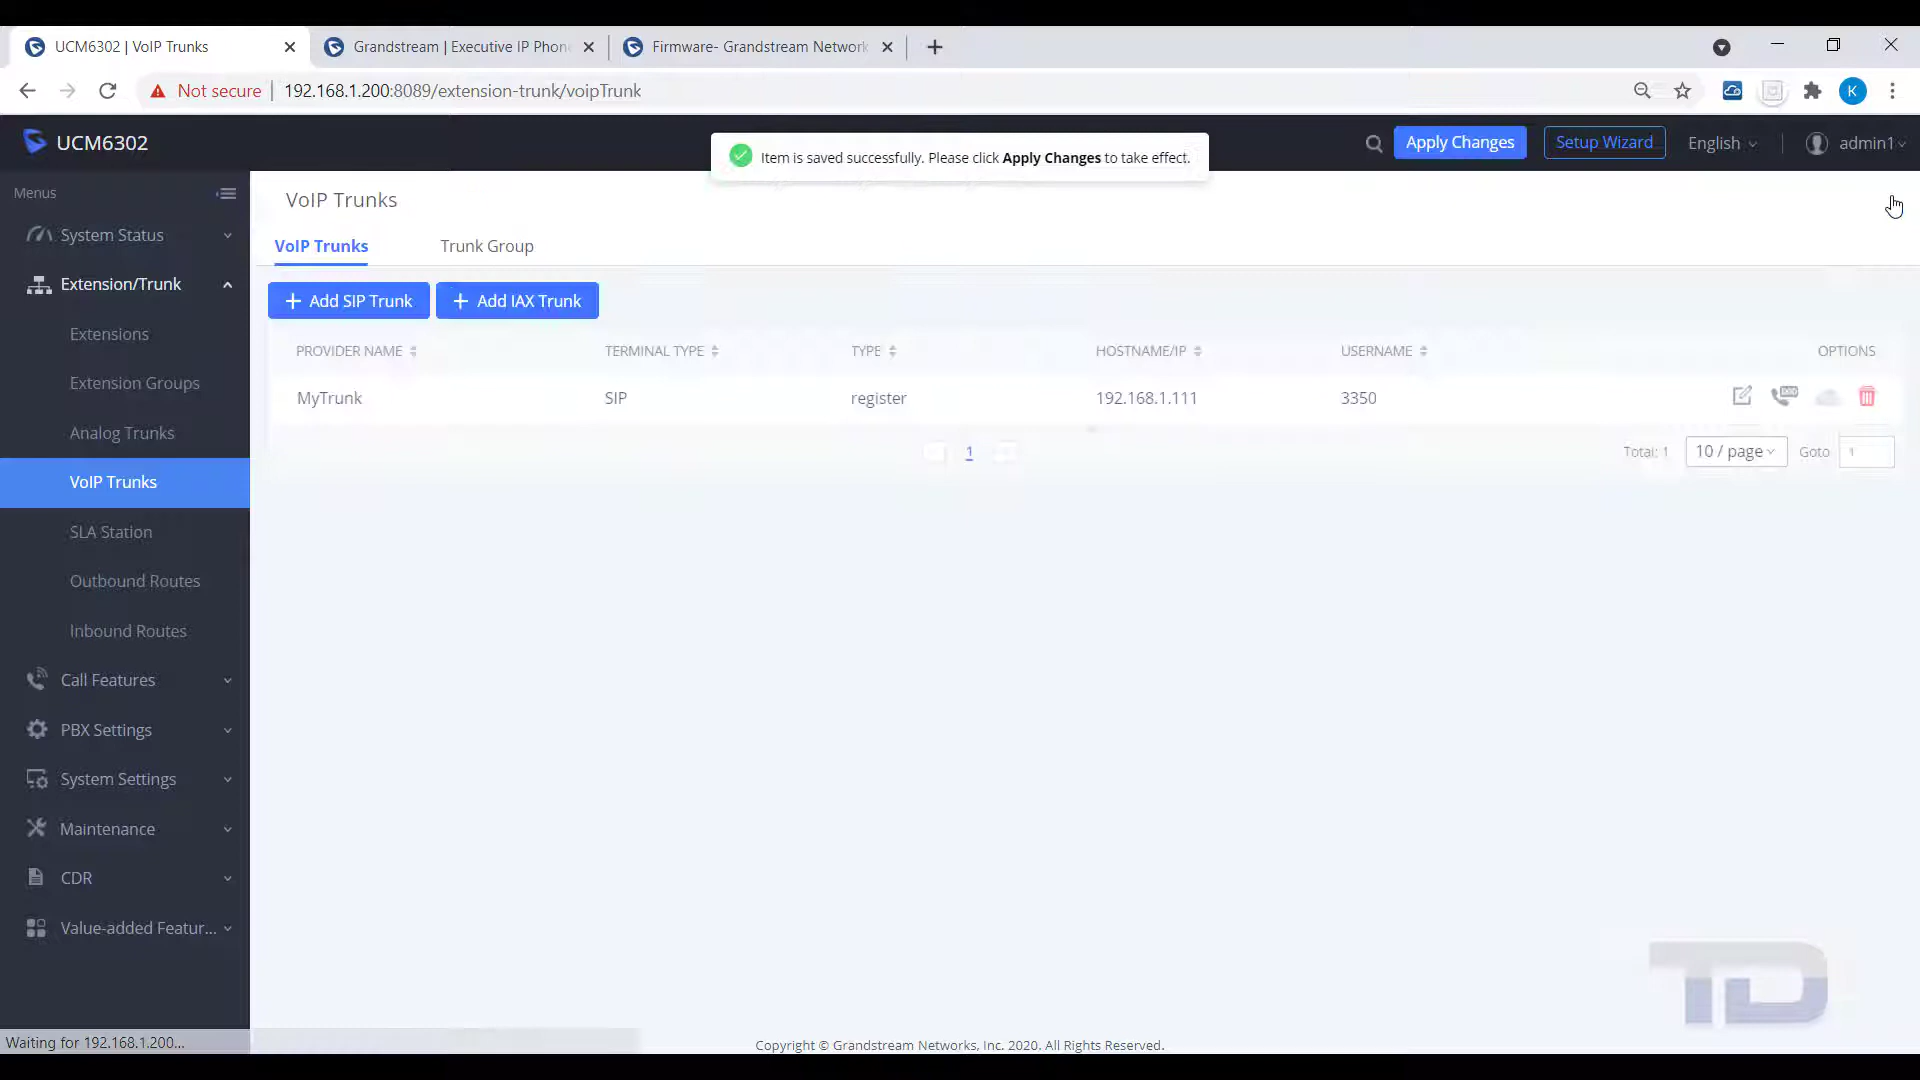 UCM6302 | VoIP Trunks
Grandstream | Executive IP Phon
Firmware- Grandstream Network
Not secure
192.168.1.200:8089/extension-trunk/voipTrunk
K
UCM6302
Item is saved successfully. Please click Apply Changes to take effect.
Apply Changes
Setup Wizard
English
admin1
Menus
System Status
Extension/Trunk
Extensions
Extension Groups
Analog Trunks
VoIP Trunks
SLA Station
Outbound Routes
Inbound Routes
Call Features
PBX Settings
System Settings
Maintenance
CDR
Value-added Featur...
VoIP Trunks
VoIP Trunks
Trunk Group
+ Add SIP Trunk
+ Add IAX Trunk
PROVIDER NAME
TERMINAL TYPE
TYPE
HOSTNAME/IP
USERNAME
OPTIONS
MyTrunk
SIP
register
192.168.1.111
3350
1
Total: 1
10 / page
Goto
1
TD
Waiting for 192.168.1.200...
Copyright © Grandstream Networks, Inc. 2020. All Rights Reserved.